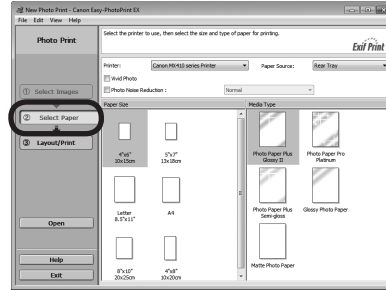 New Photo Print - Canon Easy-PhotoPrint EX
File Edit View Help
Photo Print
Select the printer to use, then select the size and type of paper for printing.
Exif Print
Printer: Canon MX410 series Printer Paper Source: Rear Tray
Vivid Photo
Photo Noise Reduction : Normal
① Select Images
② Select Paper
③ Layout/Print
Open
Help
Exit
Paper Size
4"x6"
10x15cm
5"x7"
13x18cm
Letter
8.5"x11"
A4
8"x10"
20x25cm
4"x8"
10x20cm
Media Type
Photo Paper Plus
Glossy II
Photo Paper Pro
Platinum
Photo Paper Plus
Semi-gloss
Glossy Photo Paper
Matte Photo Paper